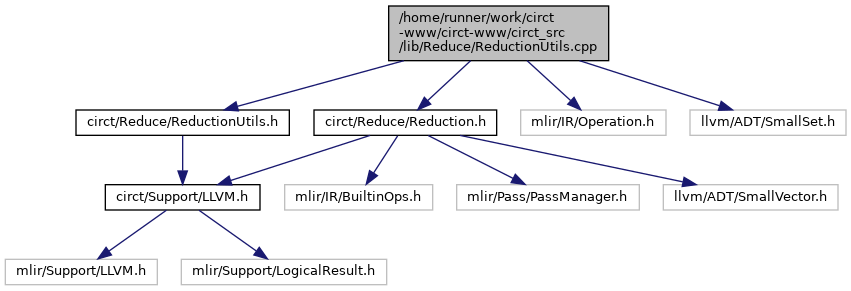 /home/runner/work/circt
-www/circt-www/circt_src
/lib/Reduce/ReductionUtils.cpp
circt/Reduce/ReductionUtils.h
circt/Reduce/Reduction.h
mlir/IR/Operation.h
llvm/ADT/SmallSet.h
circt/Support/LLVM.h
mlir/IR/BuiltinOps.h
mlir/Pass/PassManager.h
llvm/ADT/SmallVector.h
mlir/Support/LLVM.h
mlir/Support/LogicalResult.h